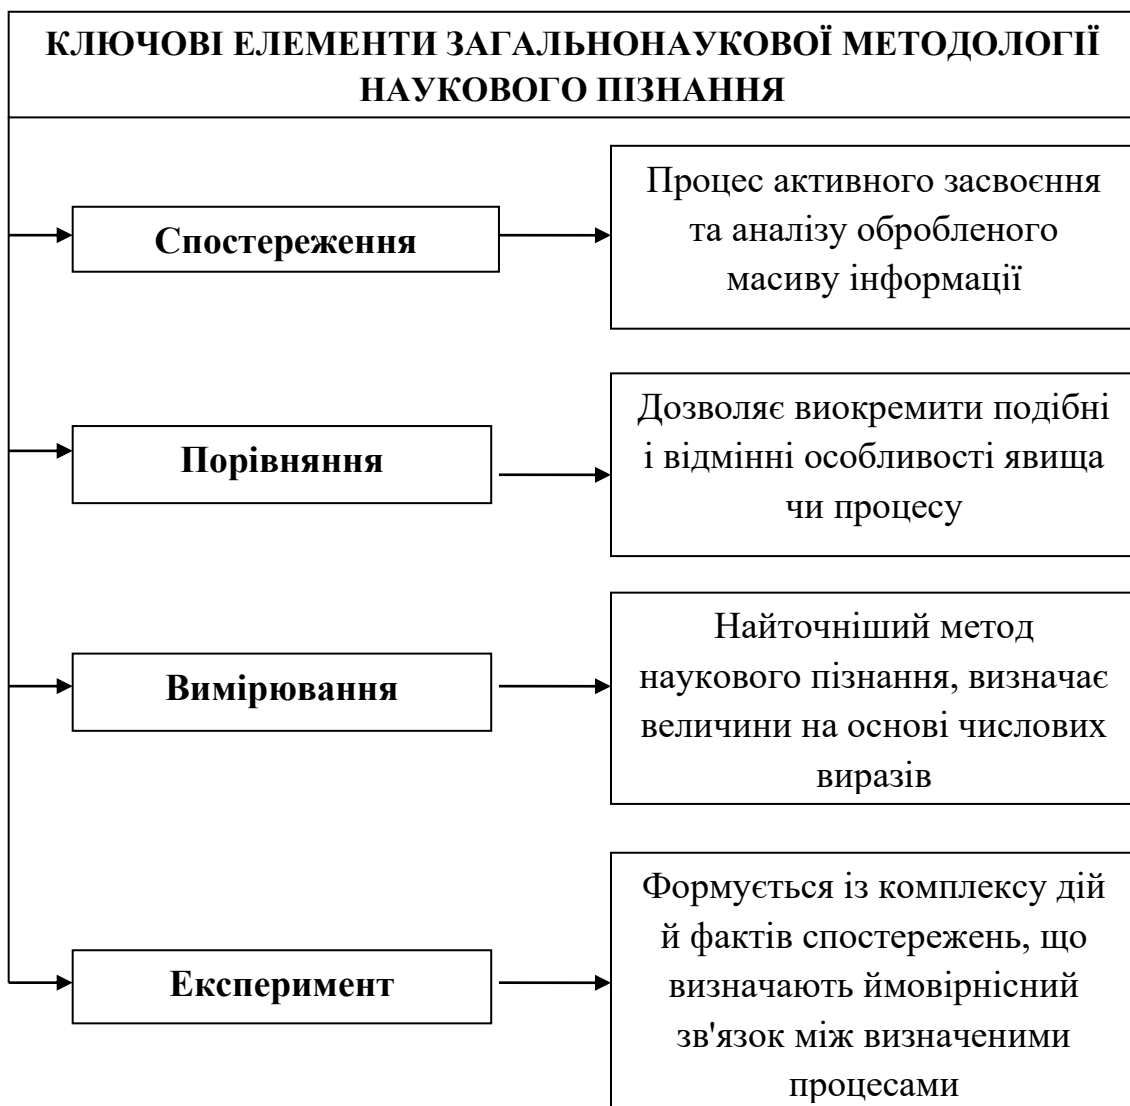 КЛЮЧОВІ ЕЛЕМЕНТИ ЗАГАЛЬНОНАУКОВОЇ МЕТОДОЛОГІЇ
НАУКОВОГО ПІЗНАННЯ
Спостереження
Процес активного засвоєння
та аналізу обробленого
масиву інформації
Порівняння
Дозволяє виокремити подібні
і відмінні особливості явища
чи процесу
Вимірювання
Найточніший метод
наукового пізнання, визначає
величини на основі числових
виразів
Експеримент
Формується із комплексу дій
й фактів спостережень, що
визначають ймовірнісний
зв'язок між визначеними
процесами